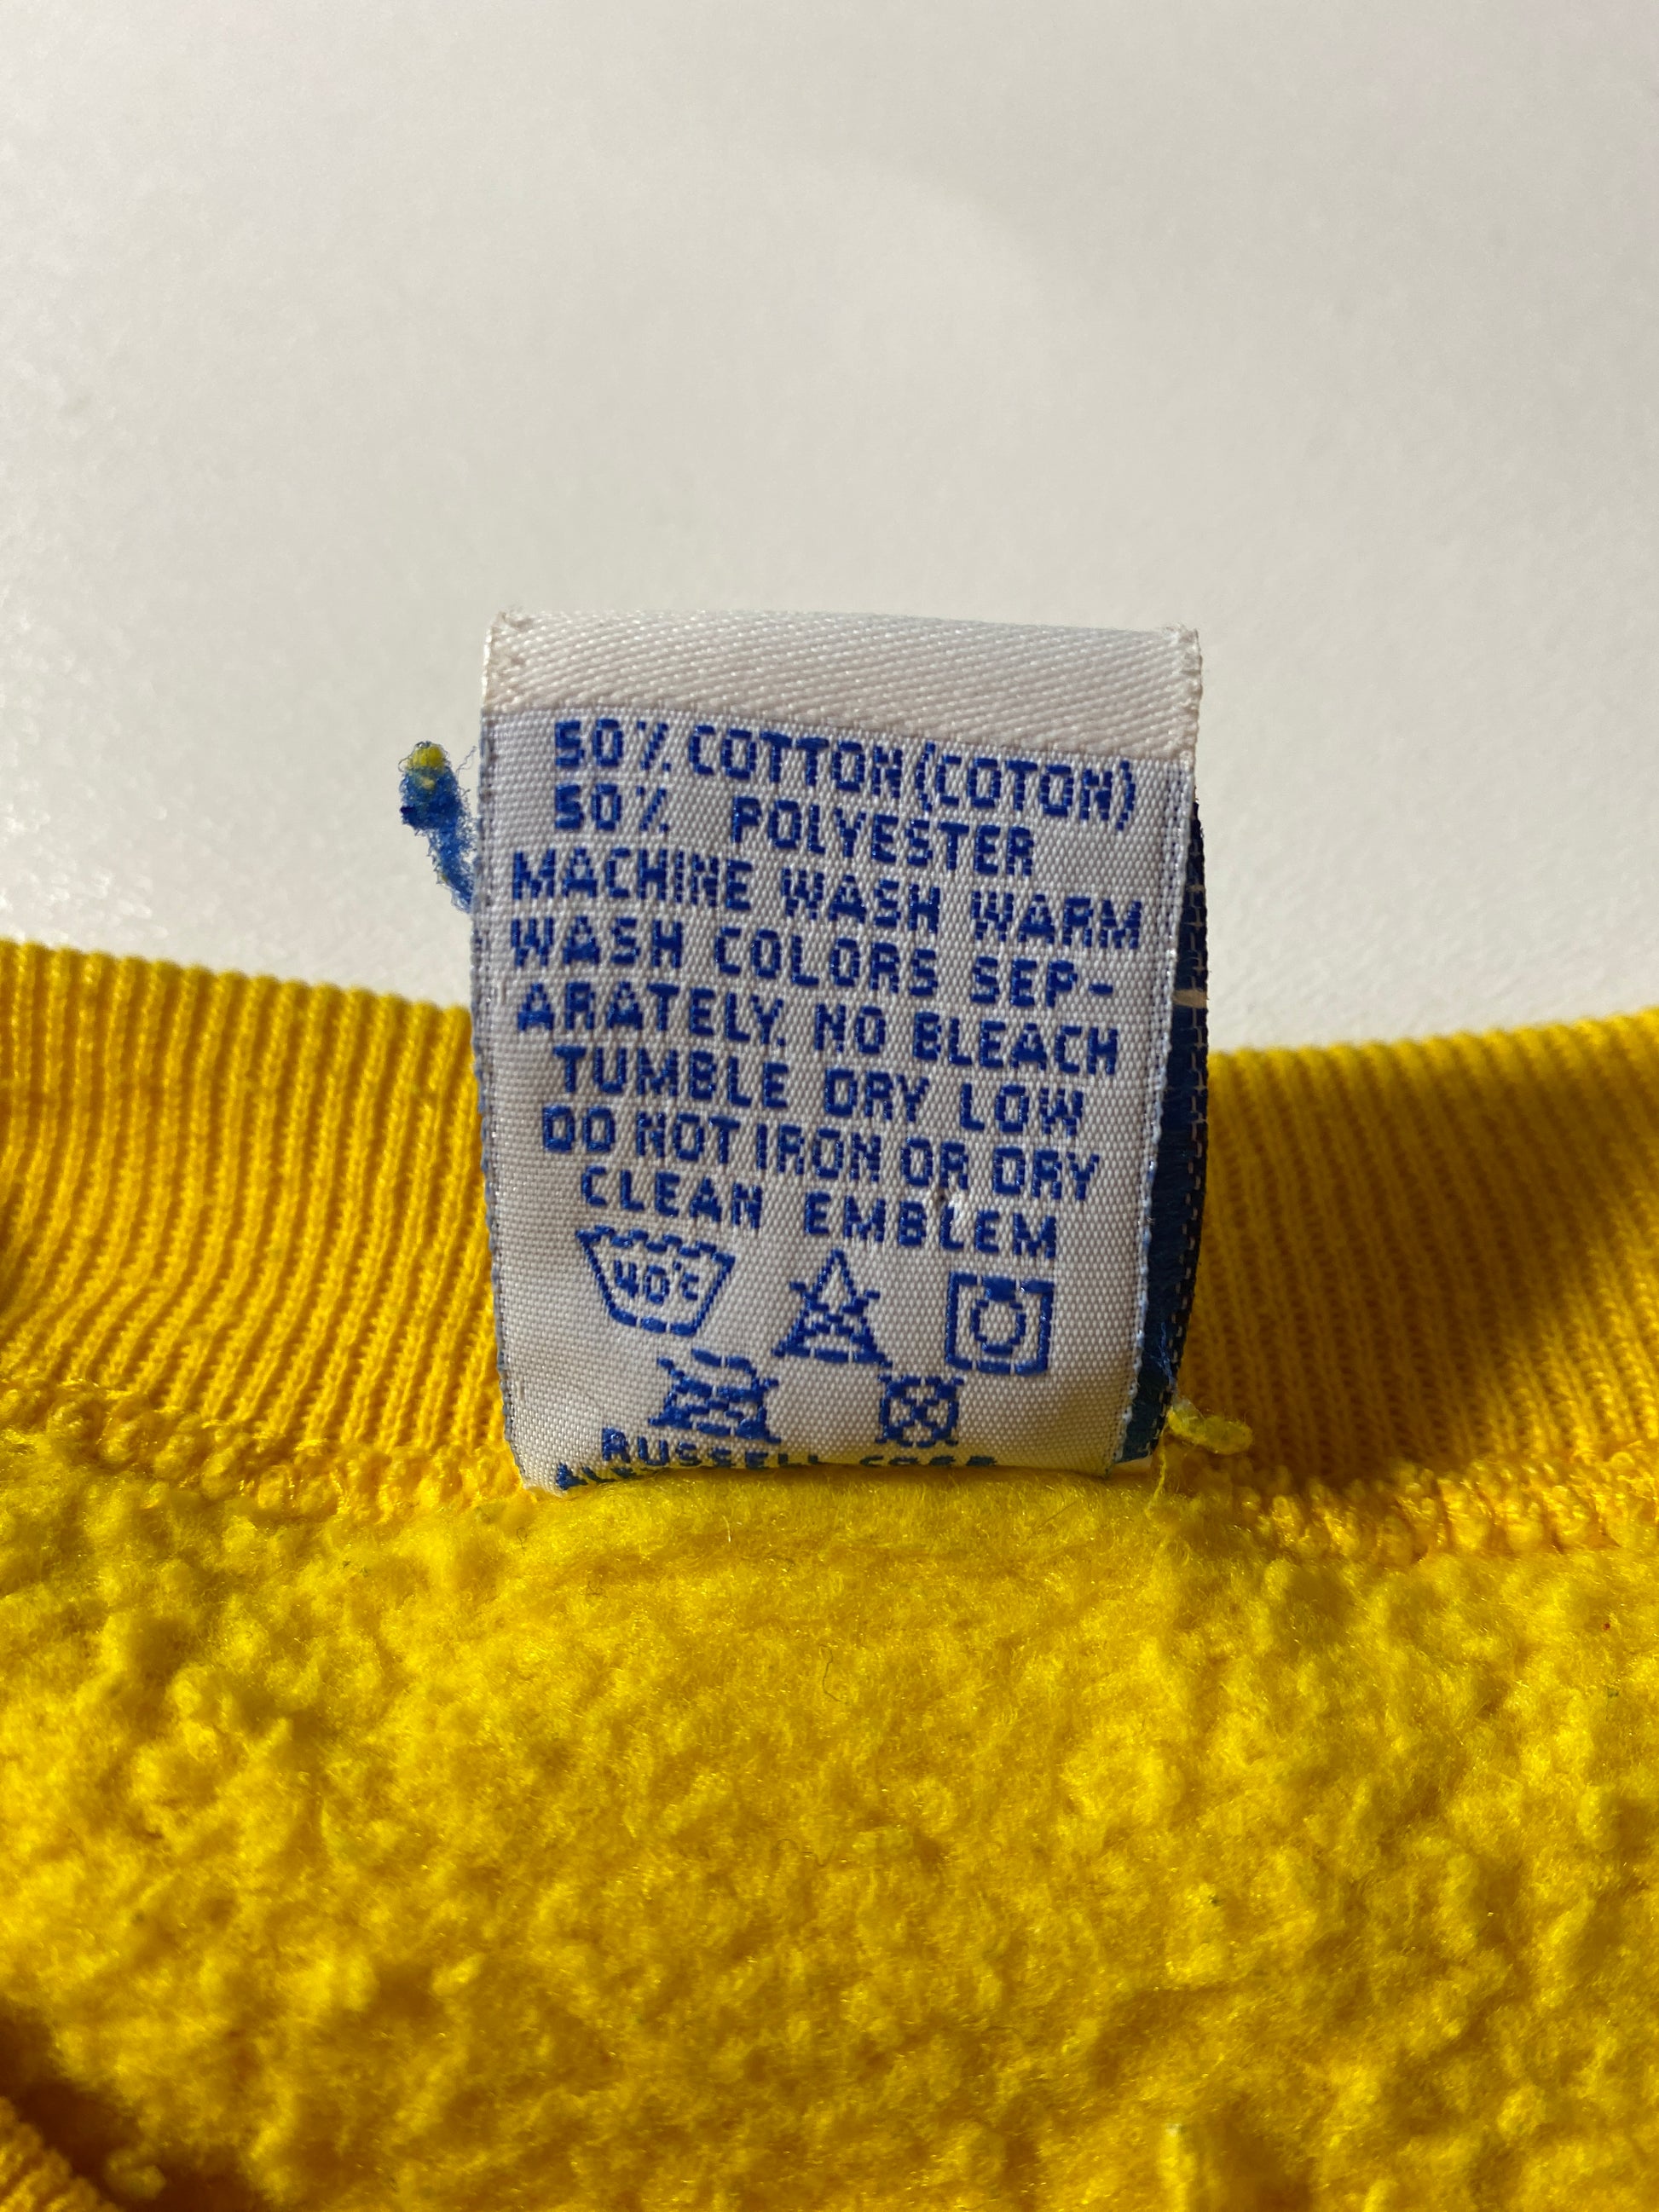 50% COTTON (COTON)
50% POLYESTER
MACHINE WASH WARM
WASH COLORS SEP-
ARATELY. NO BLEACH
TUMBLE DRY LOW
DO NOT IRON OR DRY
CLEAN EMBLEM
40°C
RUSSELL CORP